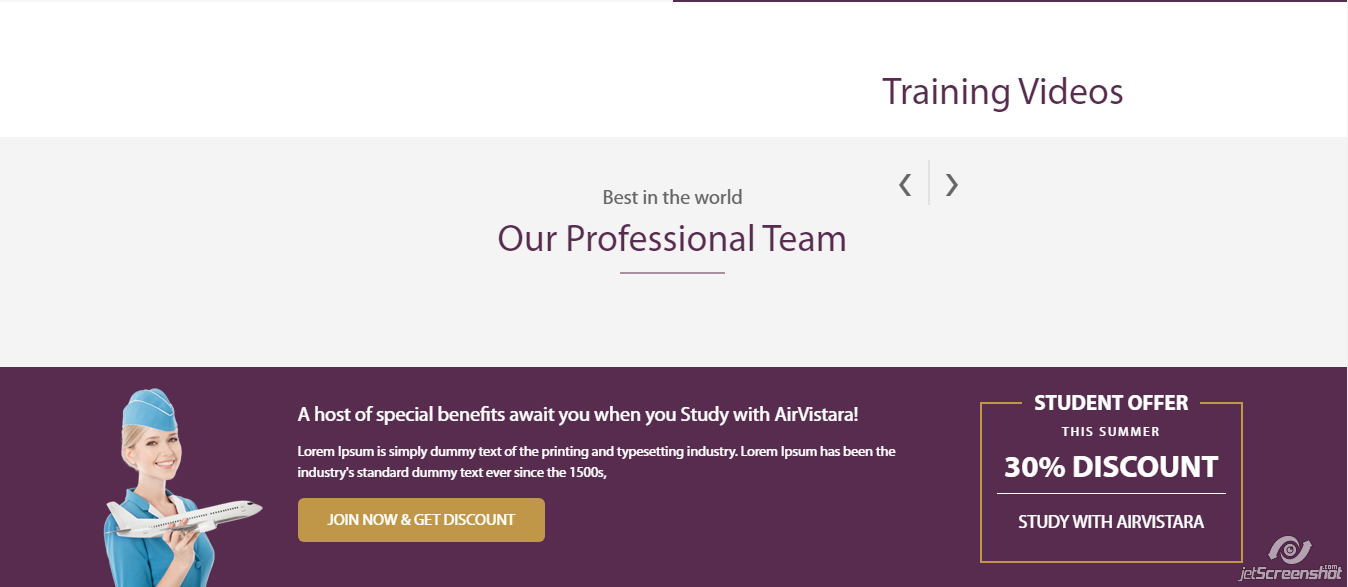 Training Videos
Best in the world
Our Professional Team
A host of special benefits await you when you Study with AirVistara!
Lorem Ipsum is simply dummy text of the printing and typesetting industry. Lorem Ipsum has been the
industry's standard dummy text ever since the 1500s,
JOIN NOW & GET DISCOUNT
STUDENT OFFER
THIS SUMMER
30% DISCOUNT
STUDY WITH AIRVISTARA
jetScreenshot.com